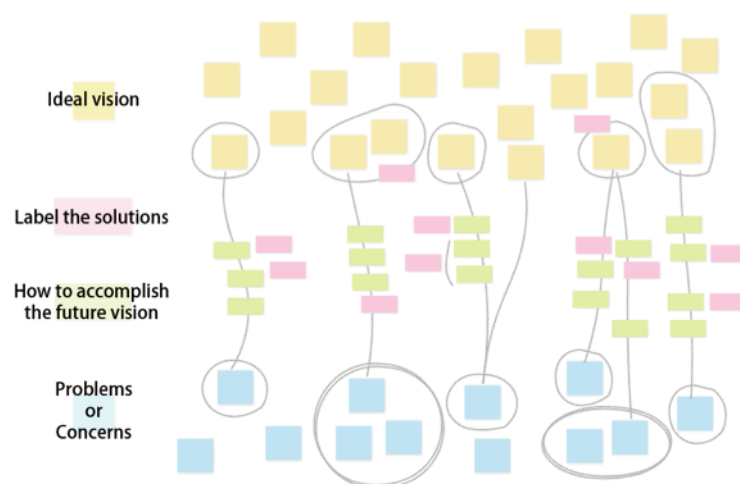 Ideal vision
Label the solutions
How to accomplish
the future vision
Problems
or
Concerns